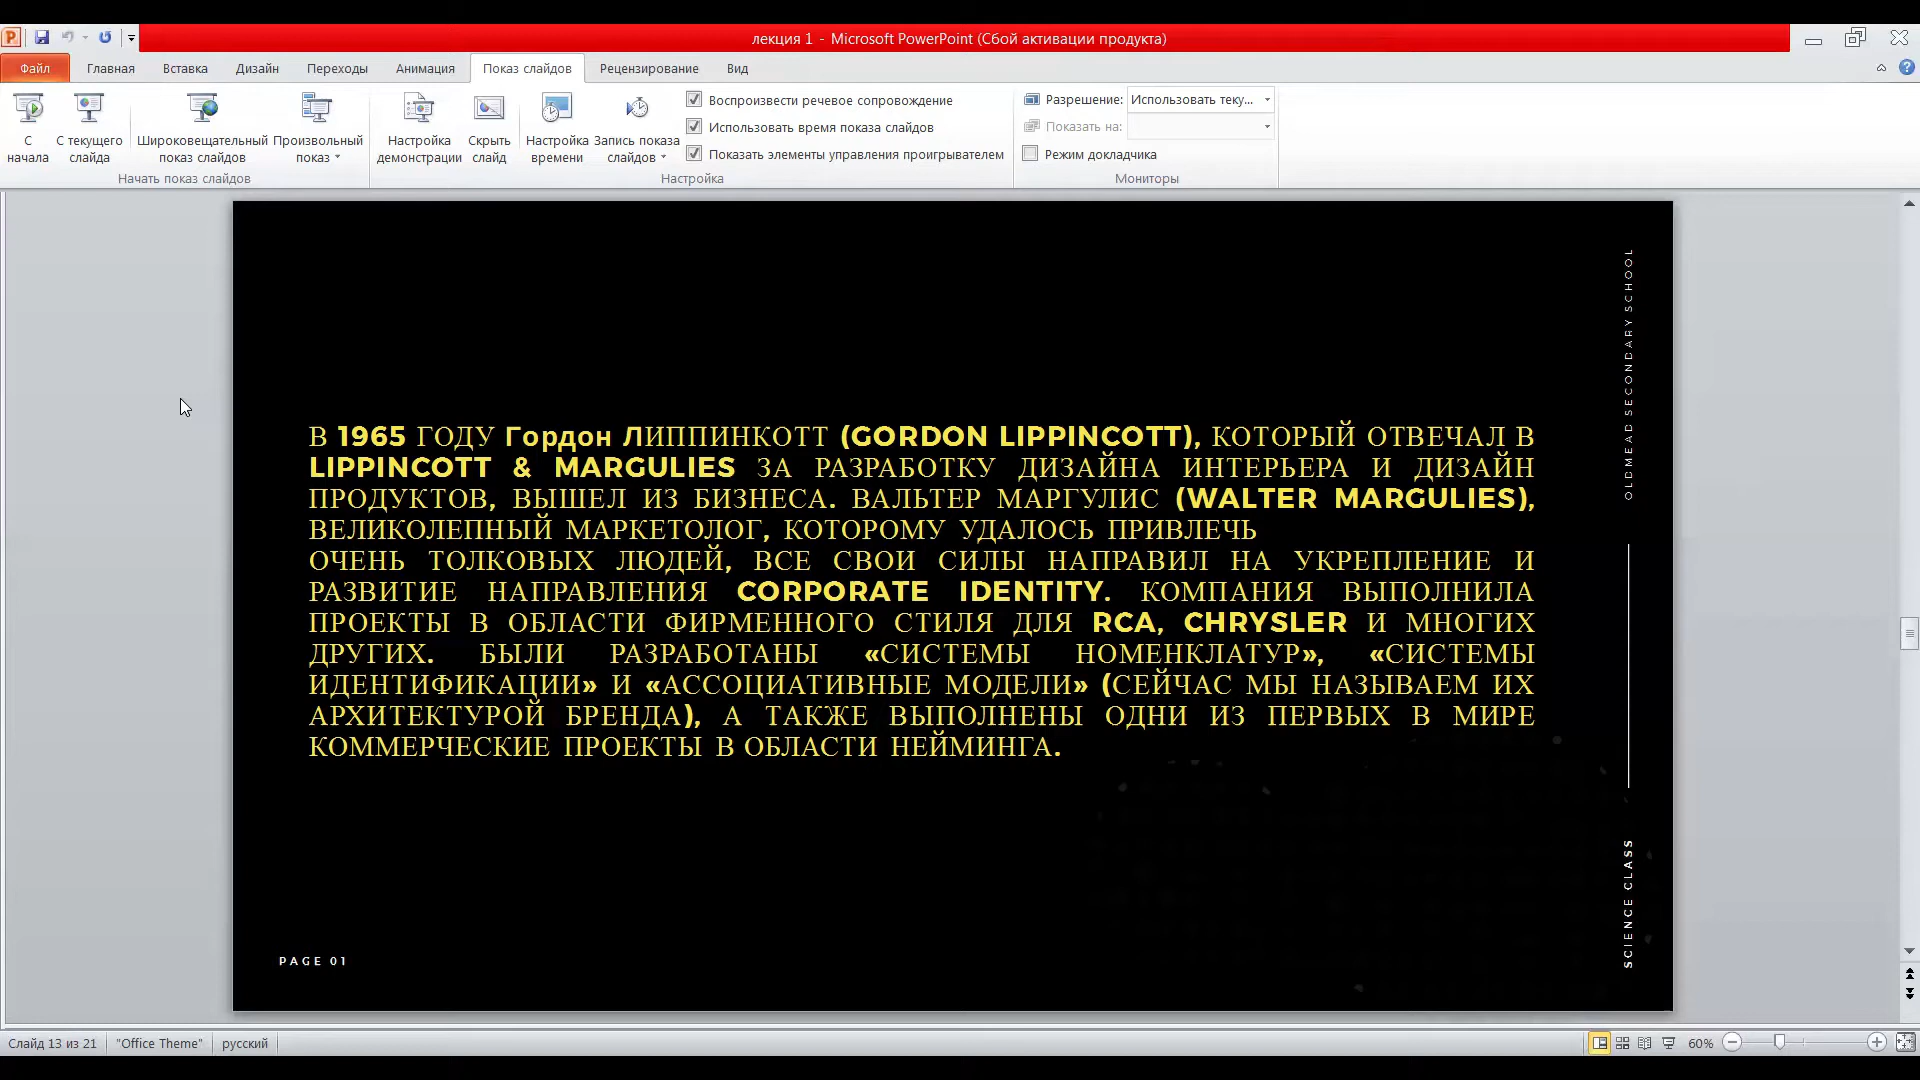 лекция 1 - Microsoft PowerPoint (Сбой активации продукта)
Файл Главная Вставка Дизайн Переходы Анимация Показ слайдов Рецензирование Вид
С начала
С текущего слайда
Широковещательный показ слайдов
Произвольный показ
Начать показ слайдов
Настройка демонстрации
Скрыть слайд
Настройка времени
Запись показа слайдов
Воспроизвести речевое сопровождение
Использовать время показа слайдов
Показать элементы управления проигрывателем
Настройка
Разрешение: Использовать теку...
Показать на:
Режим докладчика
Мониторы
OLDMEAD SECONDARY SCHOOL
В 1965 ГОДУ Гордон ЛИППИНКОТТ (GORDON LIPPINCOTT), КОТОРЫЙ ОТВЕЧАЛ В
LIPPINCOTT & MARGULIES ЗА РАЗРАБОТКУ ДИЗАЙНА ИНТЕРЬЕРА И ДИЗАЙН
ПРОДУКТОВ, ВЫШЕЛ ИЗ БИЗНЕСА. ВАЛЬТЕР МАРГУЛИС (WALTER MARGULIES),
ВЕЛИКОЛЕПНЫЙ МАРКЕТОЛОГ, КОТОРОМУ УДАЛОСЬ ПРИВЛЕЧЬ
ОЧЕНЬ ТОЛКОВЫХ ЛЮДЕЙ, ВСЕ СВОИ СИЛЫ НАПРАВИЛ НА УКРЕПЛЕНИЕ И
РАЗВИТИЕ НАПРАВЛЕНИЯ CORPORATE IDENTITY. КОМПАНИЯ ВЫПОЛНИЛА
ПРОЕКТЫ В ОБЛАСТИ ФИРМЕННОГО СТИЛЯ ДЛЯ RCA, CHRYSLER И МНОГИХ
ДРУГИХ. БЫЛИ РАЗРАБОТАНЫ «СИСТЕМЫ НОМЕНКЛАТУР», «СИСТЕМЫ
ИДЕНТИФИКАЦИИ» И «АССОЦИАТИВНЫЕ МОДЕЛИ» (СЕЙЧАС МЫ НАЗЫВАЕМ ИХ
АРХИТЕКТУРОЙ БРЕНДА), А ТАКЖЕ ВЫПОЛНЕНЫ ОДНИ ИЗ ПЕРВЫХ В МИРЕ
КОММЕРЧЕСКИЕ ПРОЕКТЫ В ОБЛАСТИ НЕЙМИНГА.
SCIENCE CLASS
PAGE 01
Слайд 13 из 21 "Office Theme" русский 60%